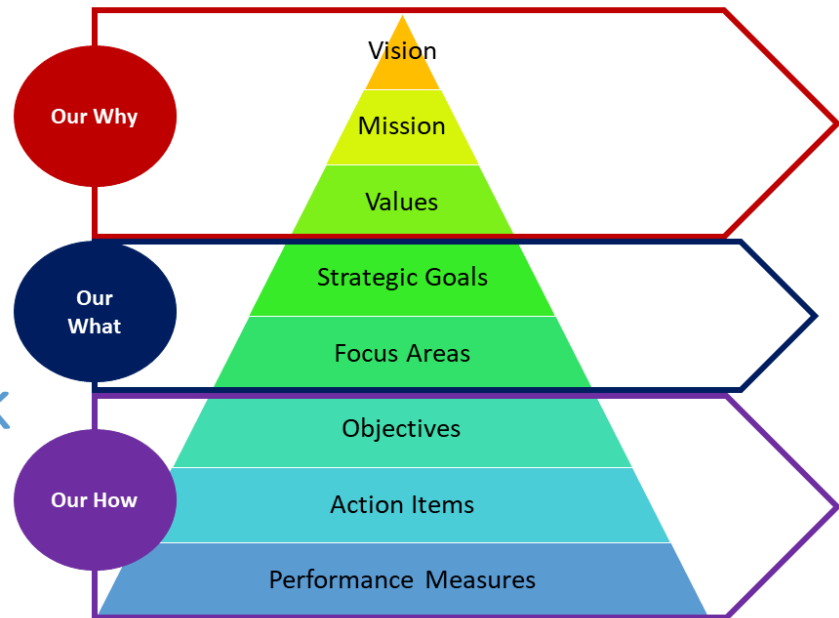 Vision
Our Why
Mission
Values
Our
What
Strategic Goals
Focus Areas
Our How
Objectives
Action Items
Performance Measures